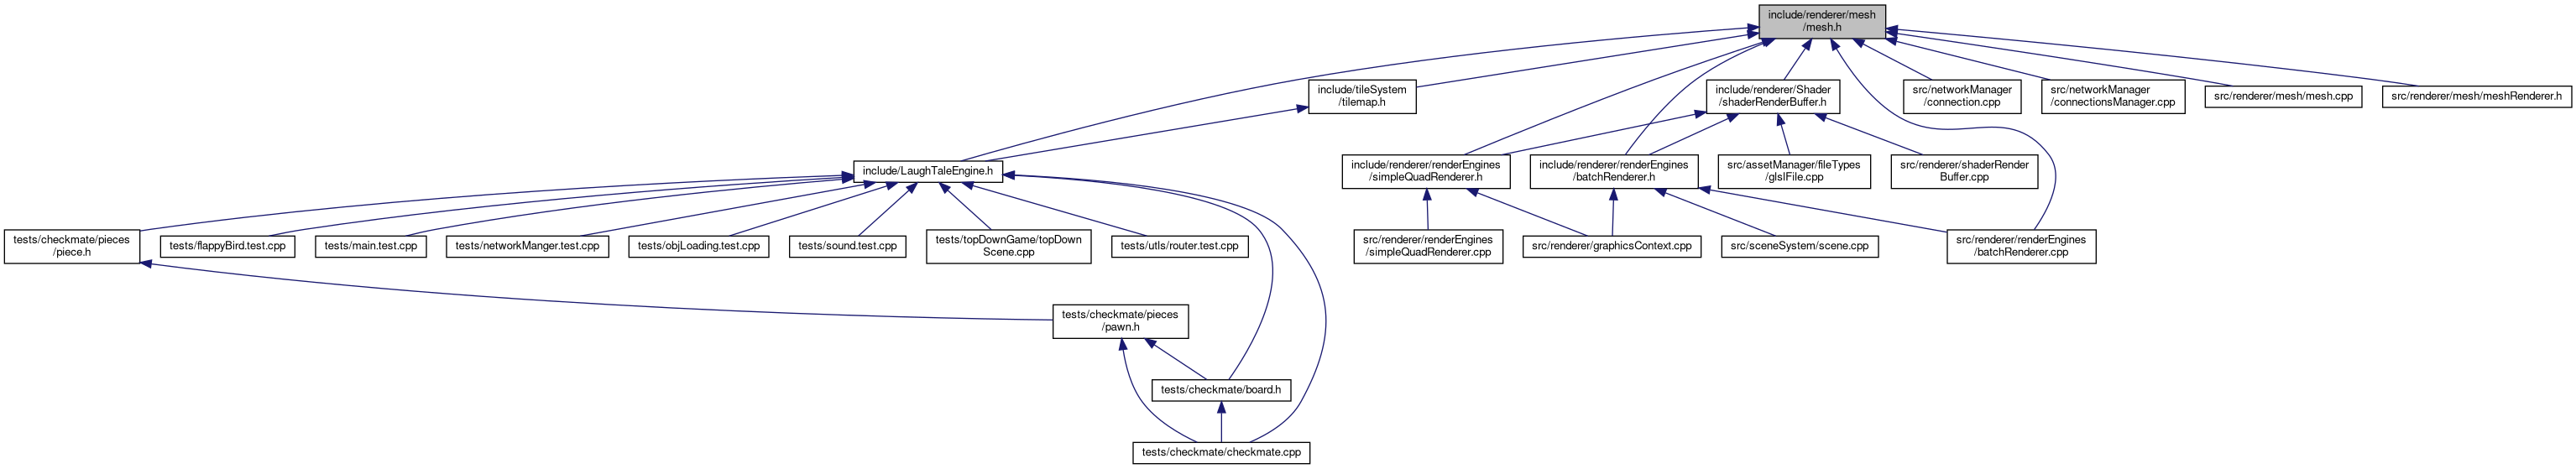 include/renderer/mesh
/mesh.h
include/tileSystem
/tilemap.h
include/renderer/Shader
/shaderRenderBuffer.h
src/networkManager
/connection.cpp
src/networkManager
/connectionsManager.cpp
src/renderer/mesh/mesh.cpp
src/renderer/mesh/meshRenderer.h
include/LaughTaleEngine.h
include/renderer/renderEngines
/simpleQuadRenderer.h
include/renderer/renderEngines
/batchRenderer.h
src/assetManager/fileTypes
/glslFile.cpp
src/renderer/shaderRender
Buffer.cpp
tests/checkmate/pieces
/piece.h
tests/flappyBird.test.cpp
tests/main.test.cpp
tests/networkManger.test.cpp
tests/objLoading.test.cpp
tests/sound.test.cpp
tests/topDownGame/topDown
Scene.cpp
tests/utls/router.test.cpp
src/renderer/renderEngines
/simpleQuadRenderer.cpp
src/renderer/graphicsContext.cpp
src/sceneSystem/scene.cpp
src/renderer/renderEngines
/batchRenderer.cpp
tests/checkmate/pieces
/pawn.h
tests/checkmate/board.h
tests/checkmate/checkmate.cpp